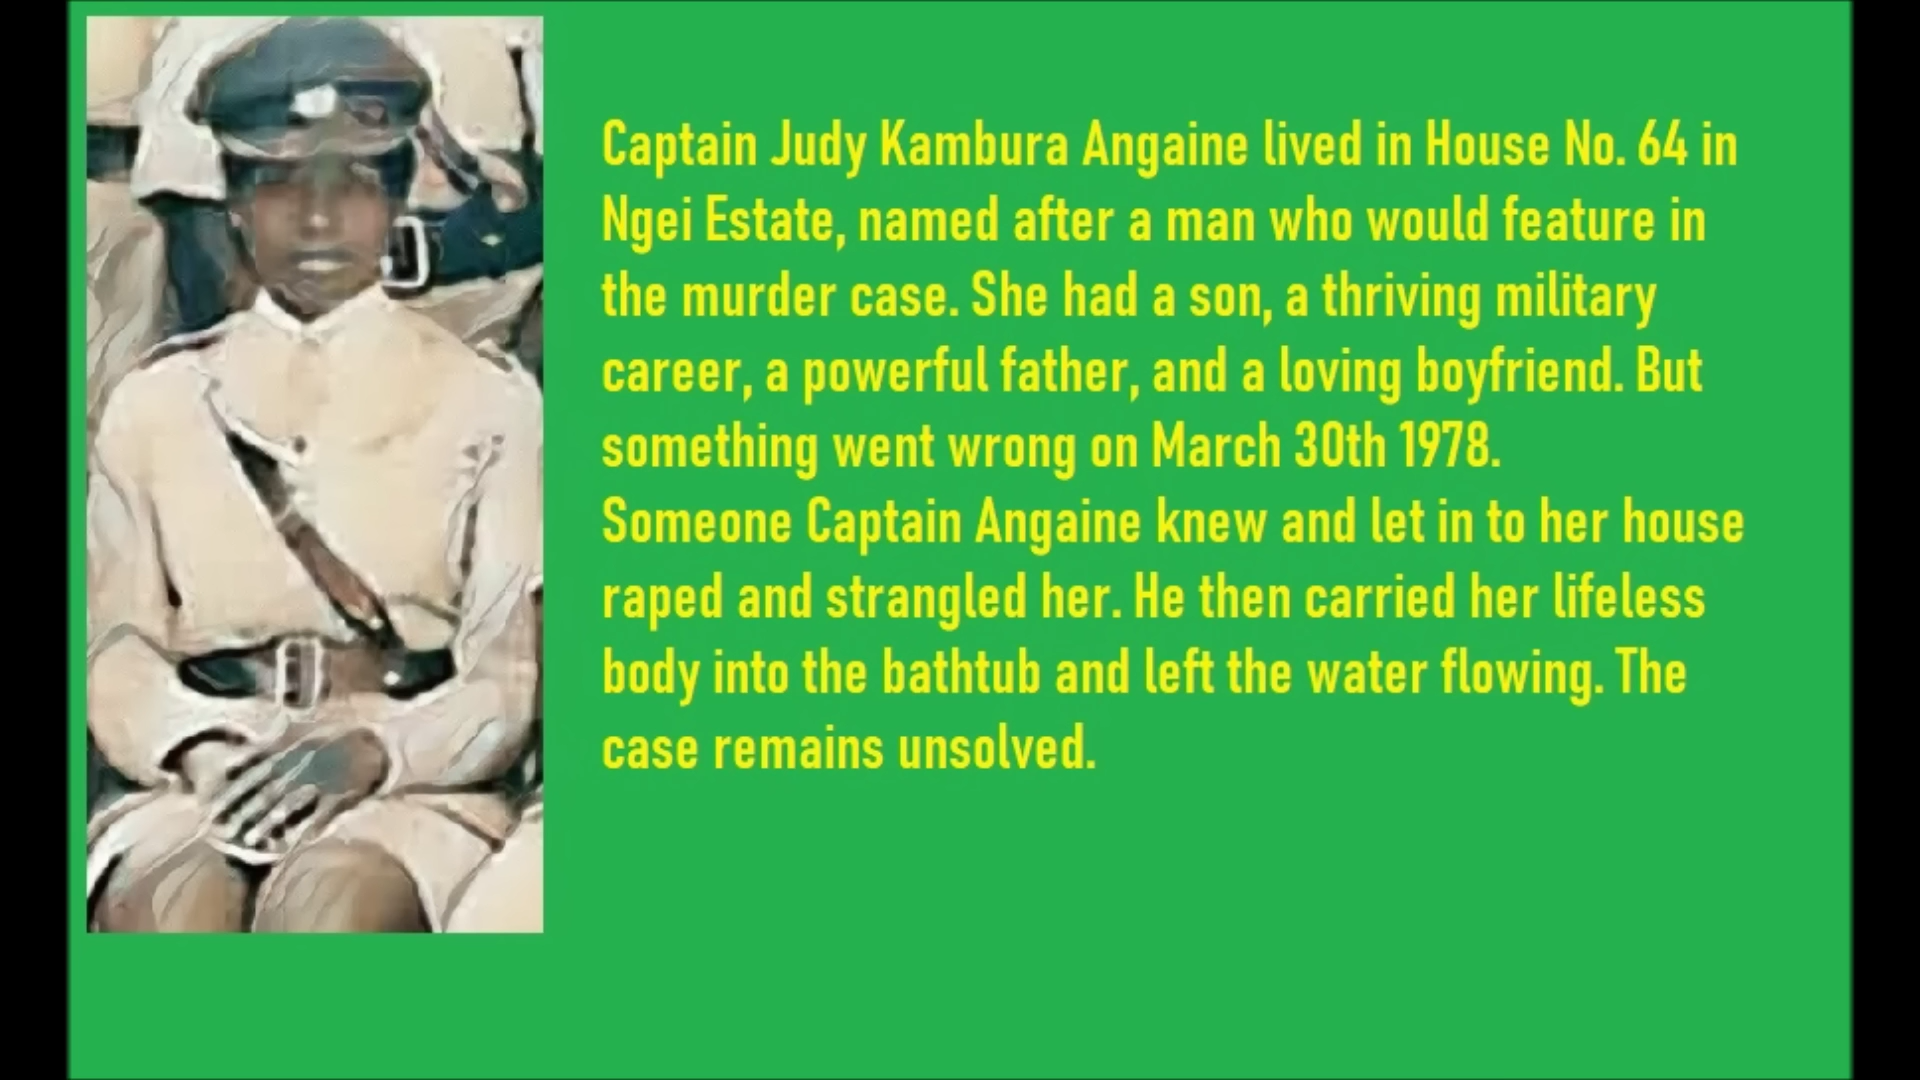 Captain Judy Kambura Angaine lived in House No. 64 in
Ngei Estate, named after a man who would feature in
the murder case. She had a son, a thriving military
career, a powerful father, and a loving boyfriend. But
something went wrong on March 30th 1978.
Someone Captain Angaine knew and let in to her house
raped and strangled her. He then carried her lifeless
body into the bathtub and left the water flowing. The
case remains unsolved.